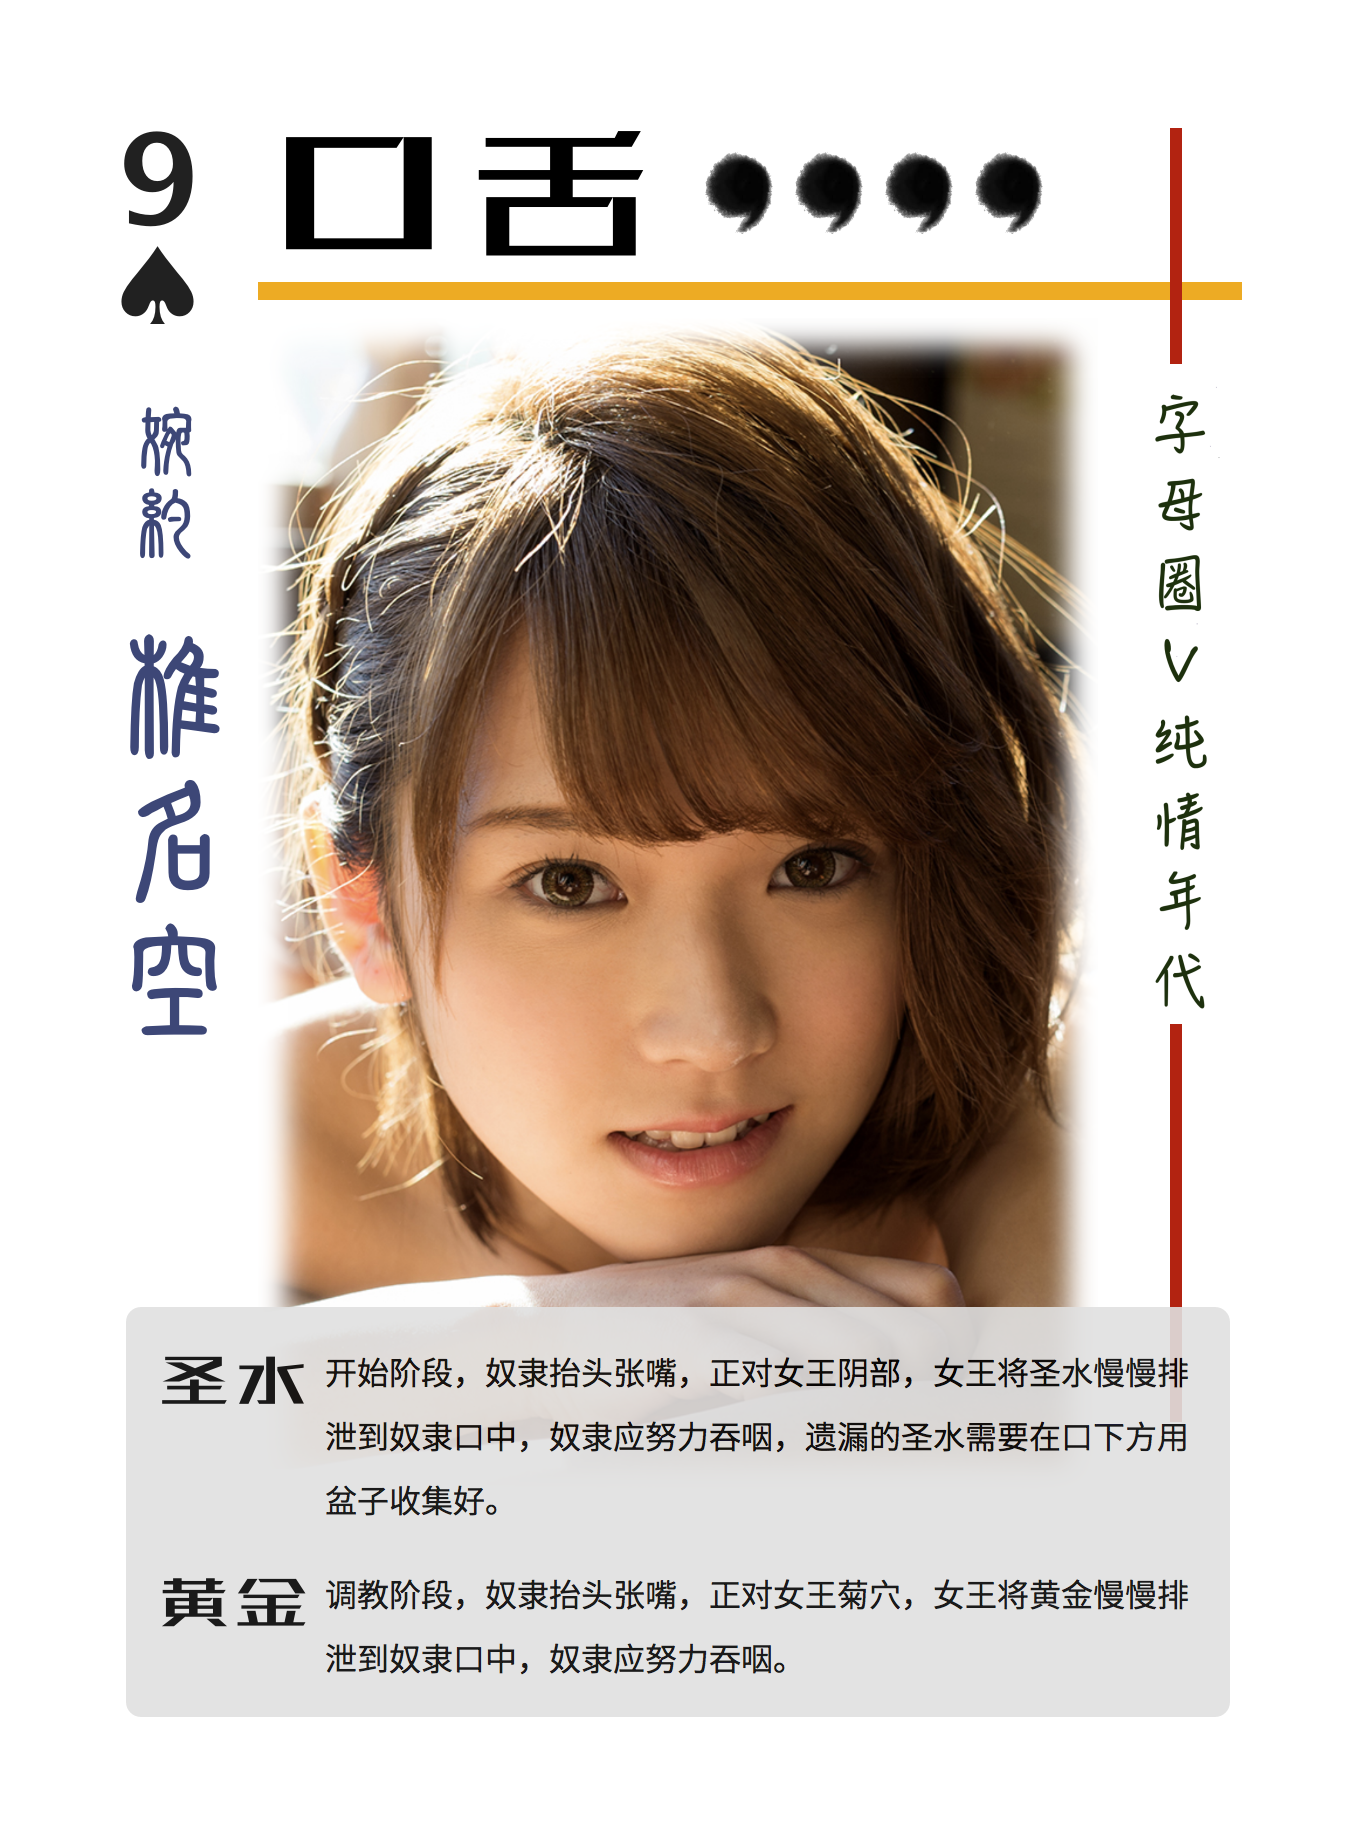 9 口舌
婉約
椎名空
字母圈V纯情年代
圣水 开始阶段，奴隶抬头张嘴，正对女王阴部，女王将圣水慢慢排
泄到奴隶口中，奴隶应努力吞咽，遗漏的圣水需要在口下方用
盆子收集好。
黄金 调教阶段，奴隶抬头张嘴，正对女王菊穴，女王将黄金慢慢排
泄到奴隶口中，奴隶应努力吞咽。